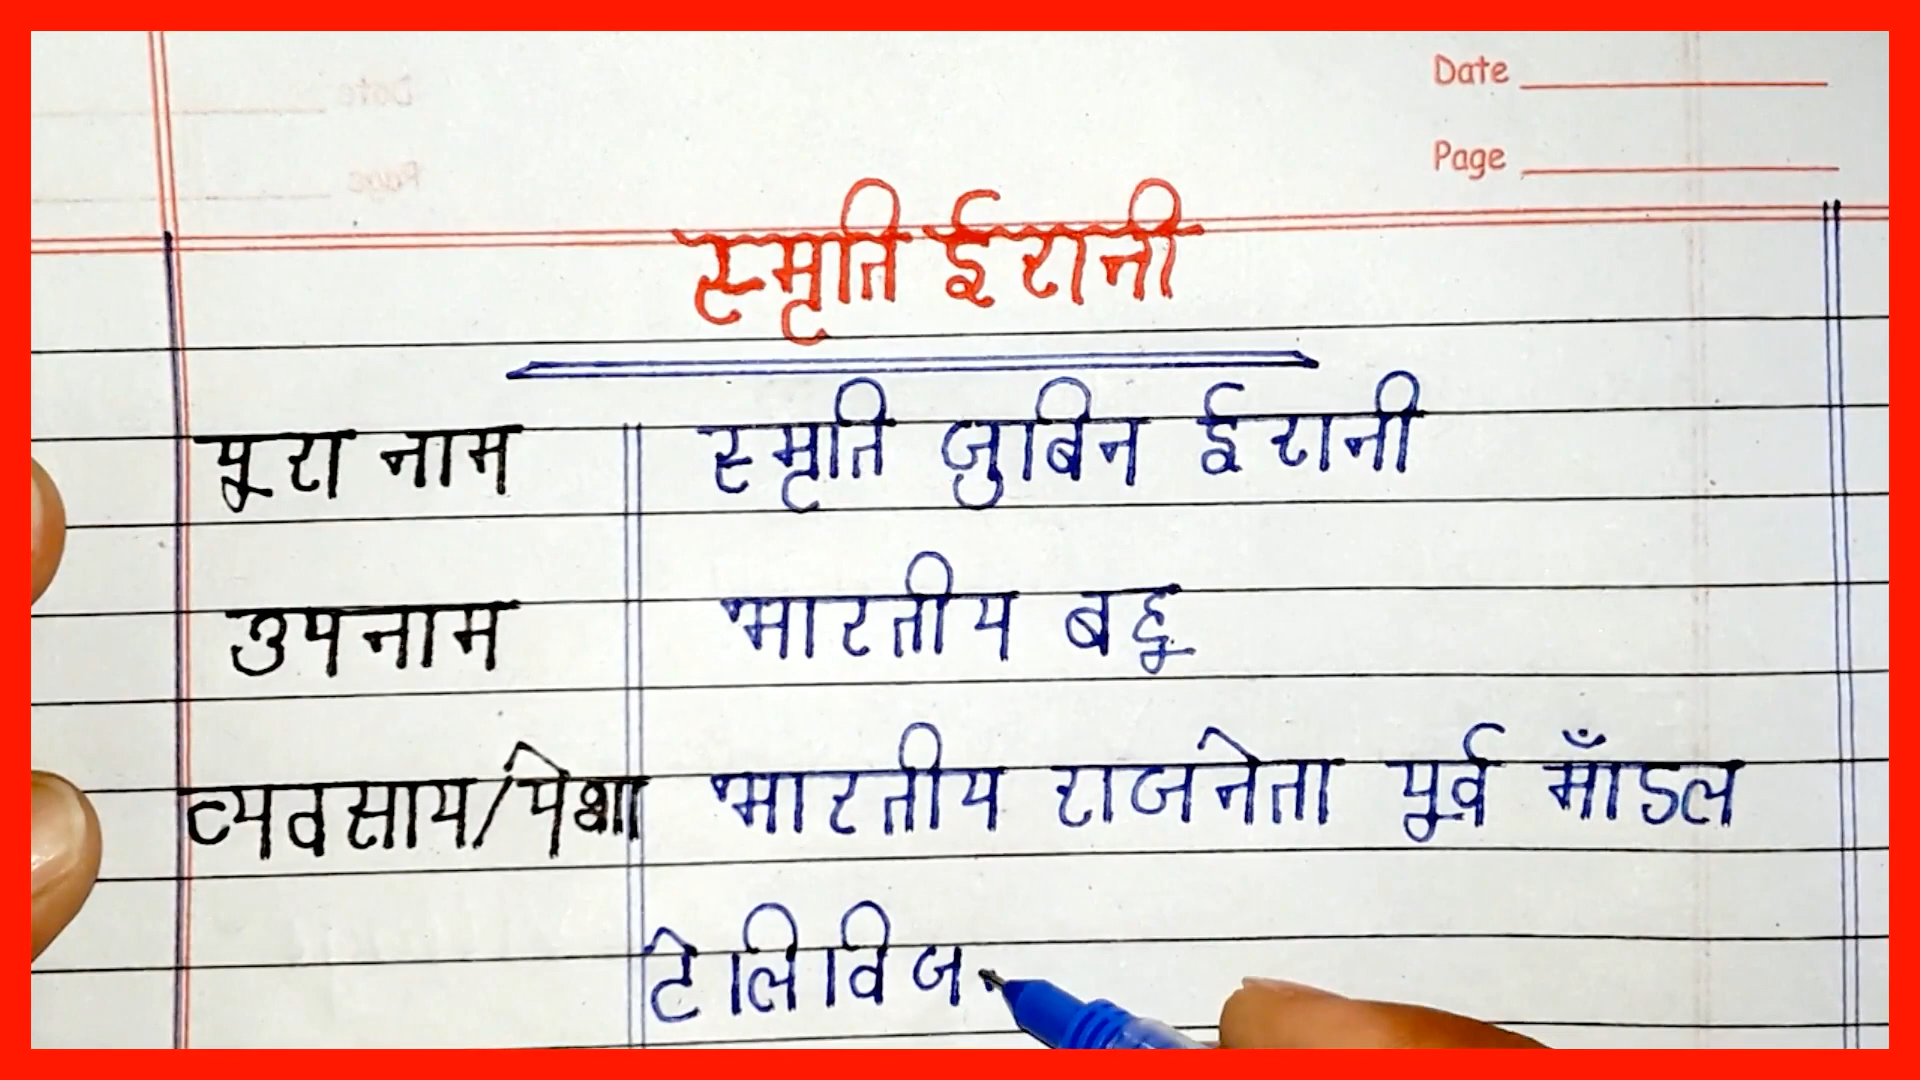 Date
Page
स्मृति ईरानी
पूरा नाम स्मृति जुबिन ईरानी
उपनाम भारतीय बहू
व्यवसाय/पेशा भारतीय राजनेता पूर्व मॉंडल
टेलिविज